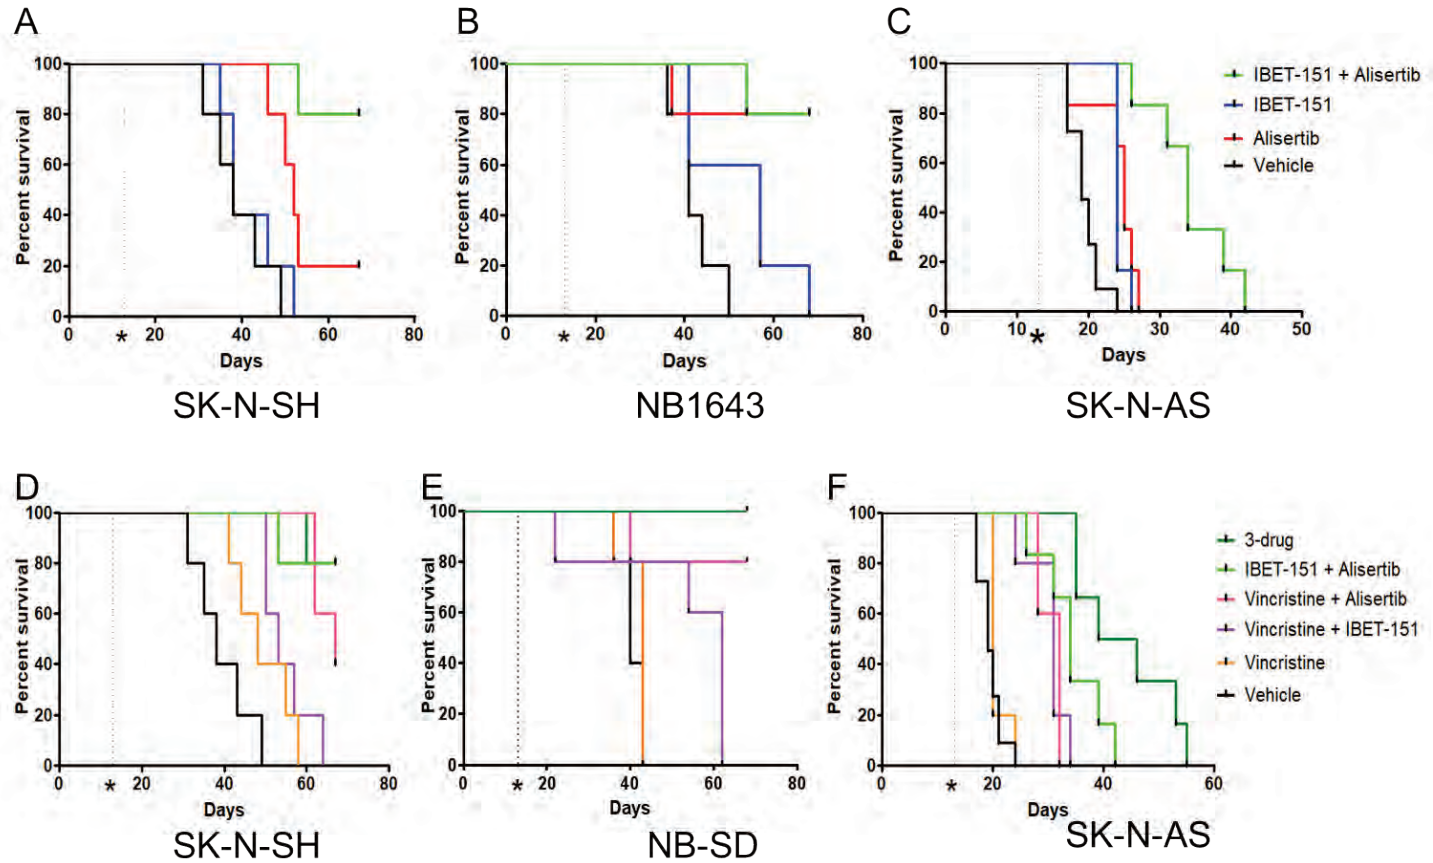 A
B
C
Percent survival
100
80
60
40
20
0
0
20
40
60
80
*
Days
SK-N-SH
Percent survival
100
80
60
40
20
0
0
20
40
60
80
*
Days
NB1643
Percent survival
100
80
60
40
20
0
0
10
20
30
40
50
*
Days
SK-N-AS
IBET-151 + Alisertib
IBET-151
Alisertib
Vehicle
D
E
F
Percent survival
100
80
60
40
20
0
0
20
40
60
80
*
Days
SK-N-SH
Percent survival
100
80
60
40
20
0
0
20
40
60
80
*
Days
NB-SD
Percent survival
100
80
60
40
20
0
0
20
40
60
*
Days
SK-N-AS
3-drug
IBET-151 + Alisertib
Vincristine + Alisertib
Vincristine + IBET-151
Vincristine
Vehicle